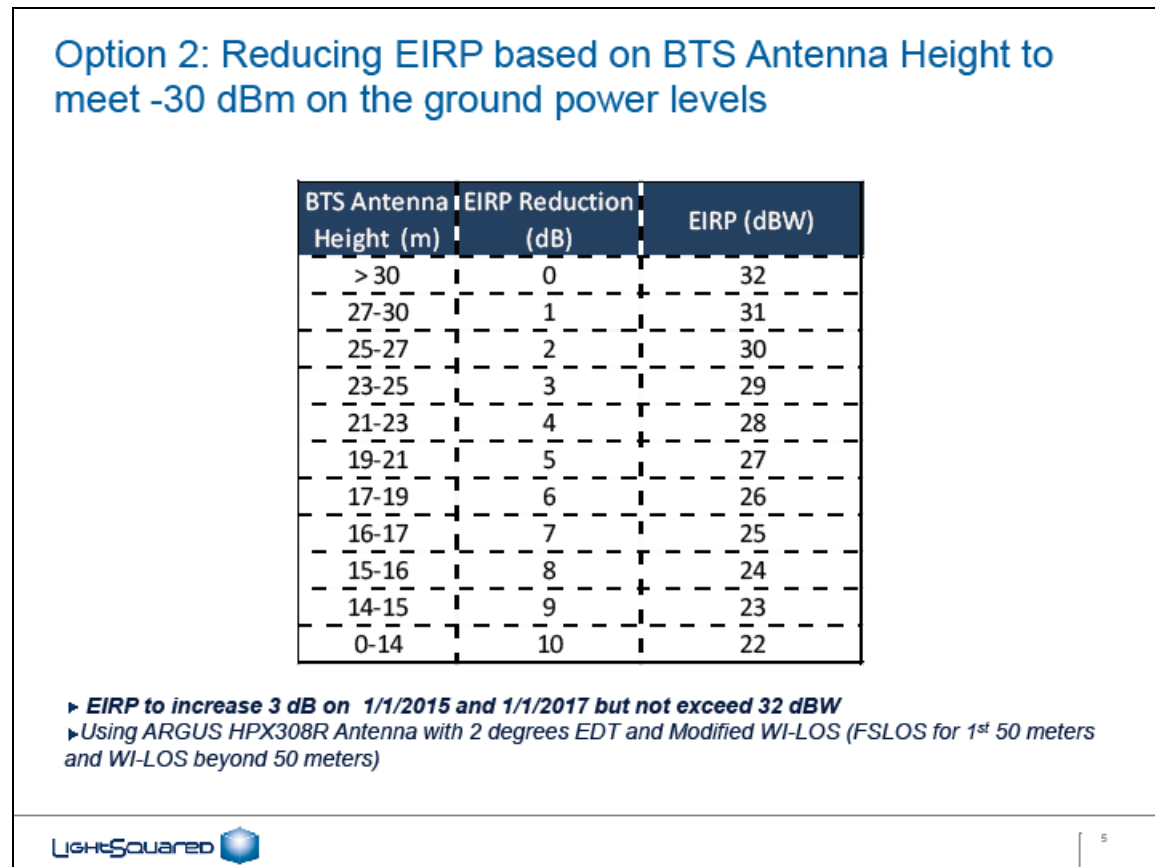 Option 2: Reducing EIRP based on BTS Antenna Height to
meet -30 dBm on the ground power levels
BTS Antenna Height (m) EIRP Reduction (dB) EIRP (dBW)
> 30 0 32
27-30 1 31
25-27 2 30
23-25 3 29
21-23 4 28
19-21 5 27
17-19 6 26
16-17 7 25
15-16 8 24
14-15 9 23
0-14 10 22
▸ EIRP to increase 3 dB on 1/1/2015 and 1/1/2017 but not exceed 32 dBW
▸Using ARGUS HPX308R Antenna with 2 degrees EDT and Modified WI-LOS (FSLOS for 1st 50 meters
and WI-LOS beyond 50 meters)
LightSquared
5